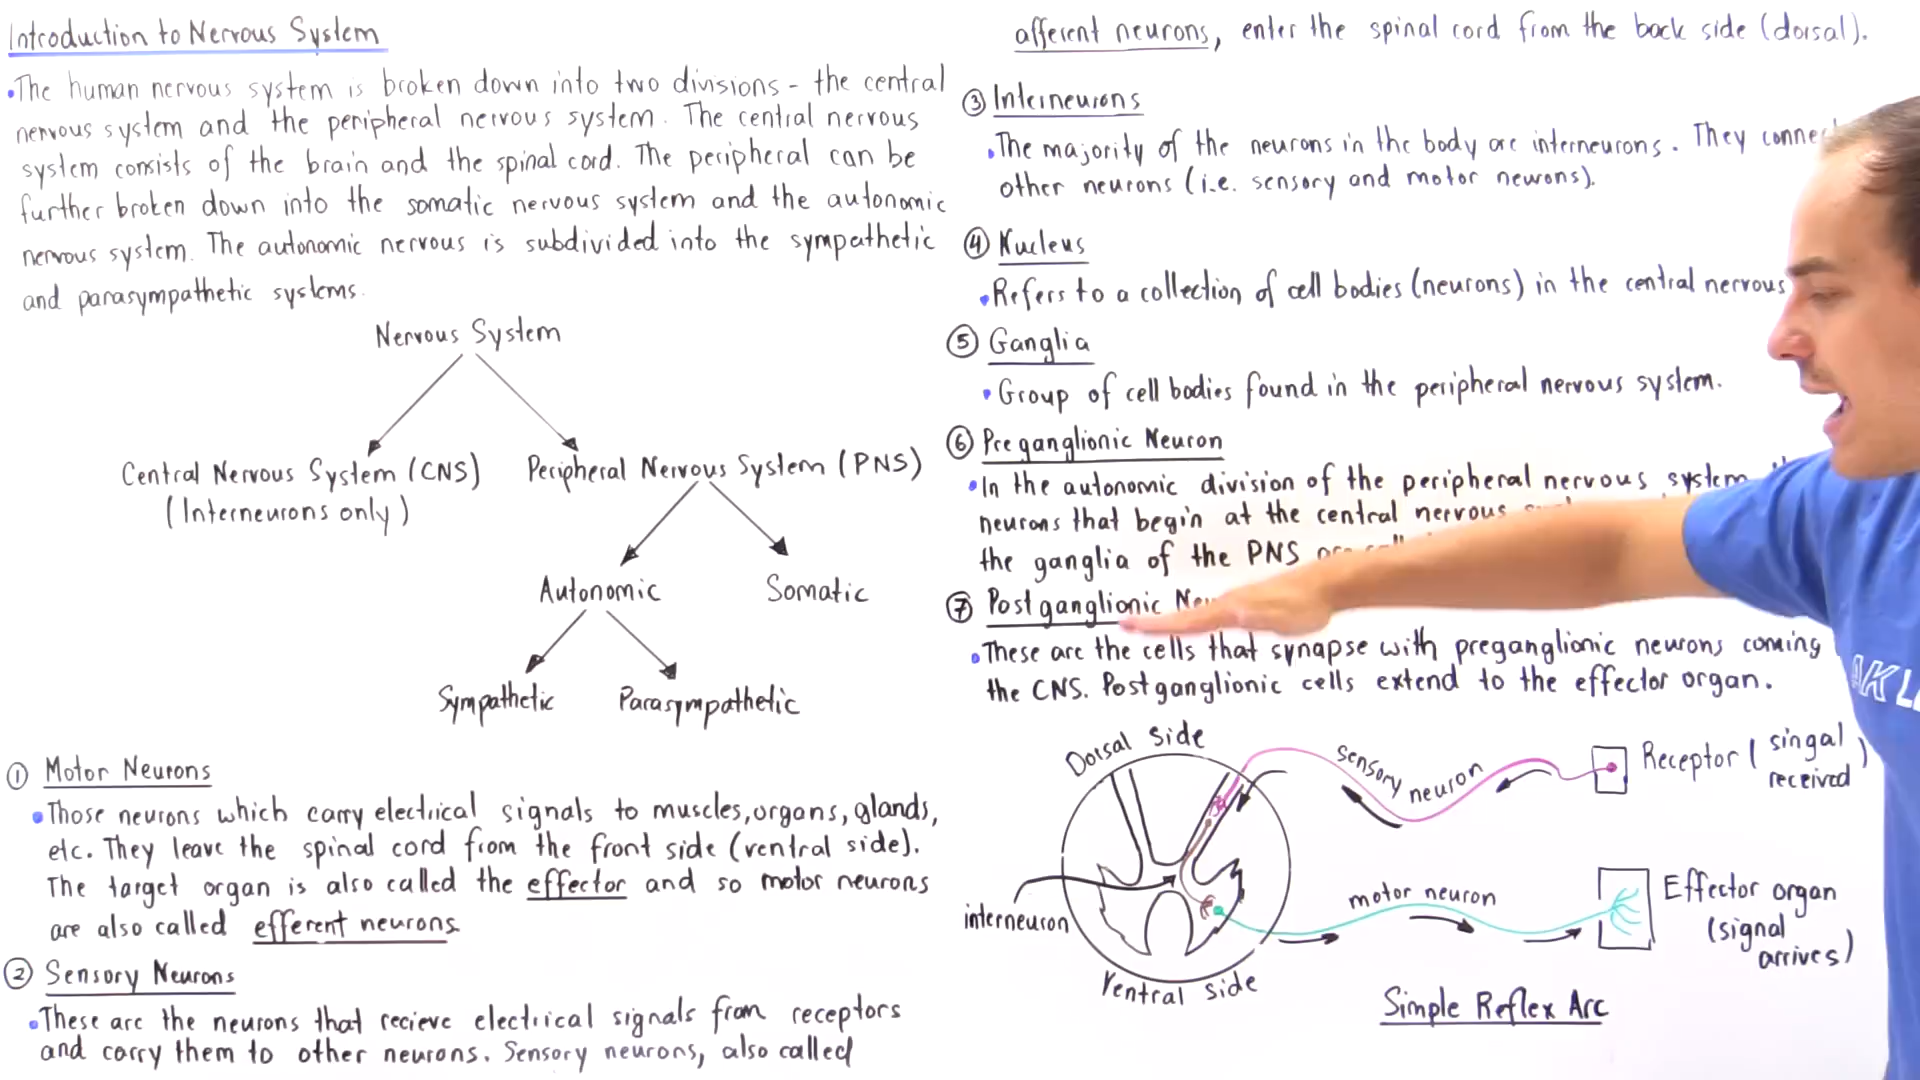 Introduction to Nervous System
•The human nervous system is broken down into two divisions - the central
nervous system and the peripheral nervous system. The central nervous
system consists of the brain and the spinal cord. The peripheral can be
further broken down into the somatic nervous system and the autonomic
nervous system. The autonomic nervous is subdivided into the sympathetic
and parasympathetic systems.
Nervous System
Central Nervous System (CNS)
(Interneurons only)
Peripheral Nervous System (PNS)
Autonomic
Somatic
Sympathetic
Parasympathetic
① Motor Neurons
•Those neurons which carry electrical signals to muscles, organs, glands,
etc. They leave the spinal cord from the front side (ventral side).
The target organ is also called the effector and so motor neurons
are also called efferent neurons.
② Sensory Neurons
•These are the neurons that recieve electrical signals from receptors
and carry them to other neurons. Sensory neurons, also called
afferent neurons, enter the spinal cord from the back side (dorsal).
③ Interneurons
•The majority of the neurons in the body are interneurons. They connec
other neurons (i.e. sensory and motor neurons).
④ Nucleus
•Refers to a collection of cell bodies (neurons) in the central nervous
⑤ Ganglia
•Group of cell bodies found in the peripheral nervous system.
⑥ Preganglionic Neuron
•In the autonomic division of the peripheral nervous system,
neurons that begin at the central nervous
the ganglia of the PNS
⑦ Postganglionic
•These are the cells that synapse with preganglionic neurons coming
the CNS. Postganglionic cells extend to the effector organ.
Dorsal Side
sensory neuron
Receptor (singal
received)
interneuron
motor neuron
Effector organ
(signal
arrives)
Ventral side
Simple Reflex Arc